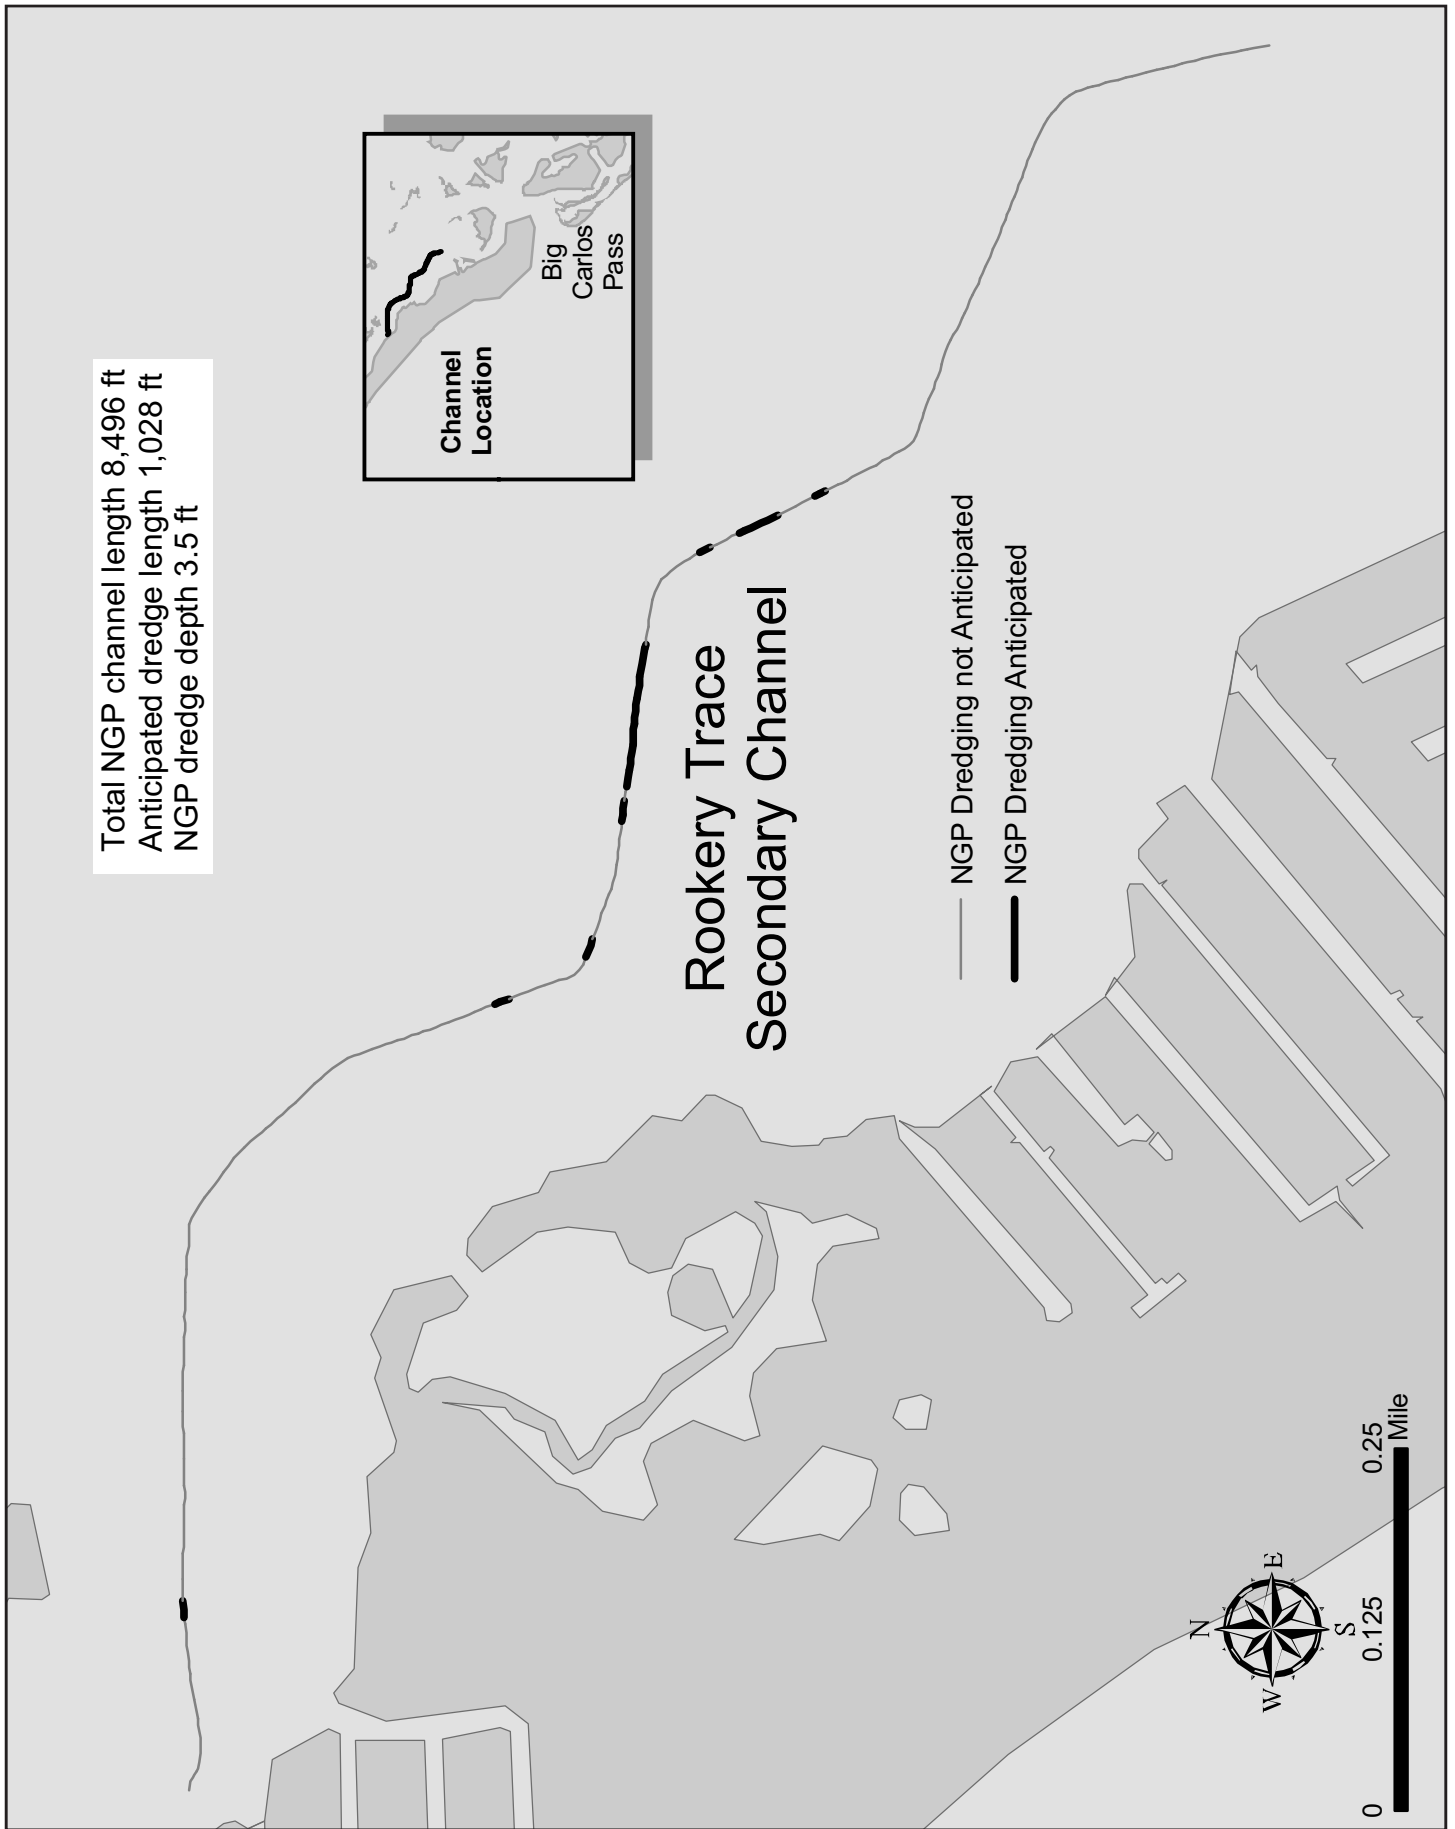 Total NGP channel length 8,496 ft
Anticipated dredge length 1,028 ft
NGP dredge depth 3.5 ft
Channel
Location
Big
Carlos
Pass
Rookery Trace
Secondary Channel
NGP Dredging not Anticipated
NGP Dredging Anticipated
N
W
E
S
0
0.125
0.25
Mile